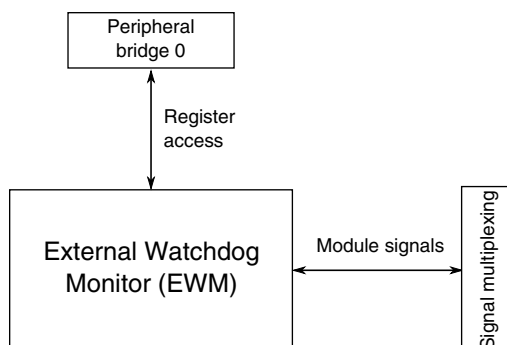 Peripheral
bridge 0
Register
access
External Watchdog
Monitor (EWM)
Module signals
Signal multiplexing